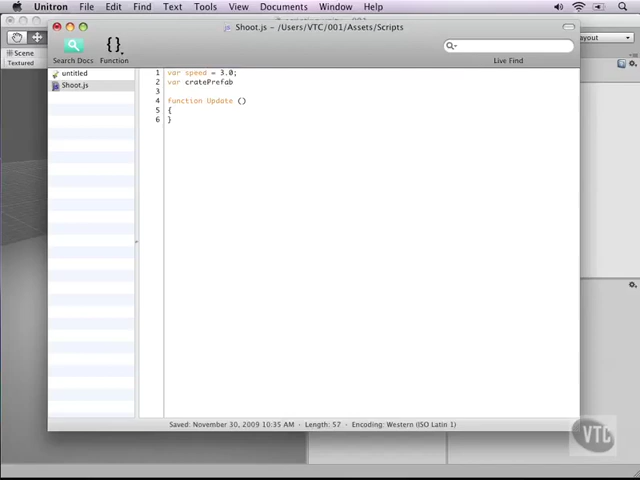 Unitron File Edit Find Text Tools View Documents Window Help
Shoot.js – /Users/VTC/001/Assets/Scripts
Search Docs
Function
Live Find
Scene
Textured
untitled
Shoot.js
1 var speed = 3.0;
2 var cratePrefab
3
4 function Update ()
5 {
6 }
Saved: November 30, 2009 10:35 AM • Length: 57 • Encoding: Western (ISO Latin 1)
VTC